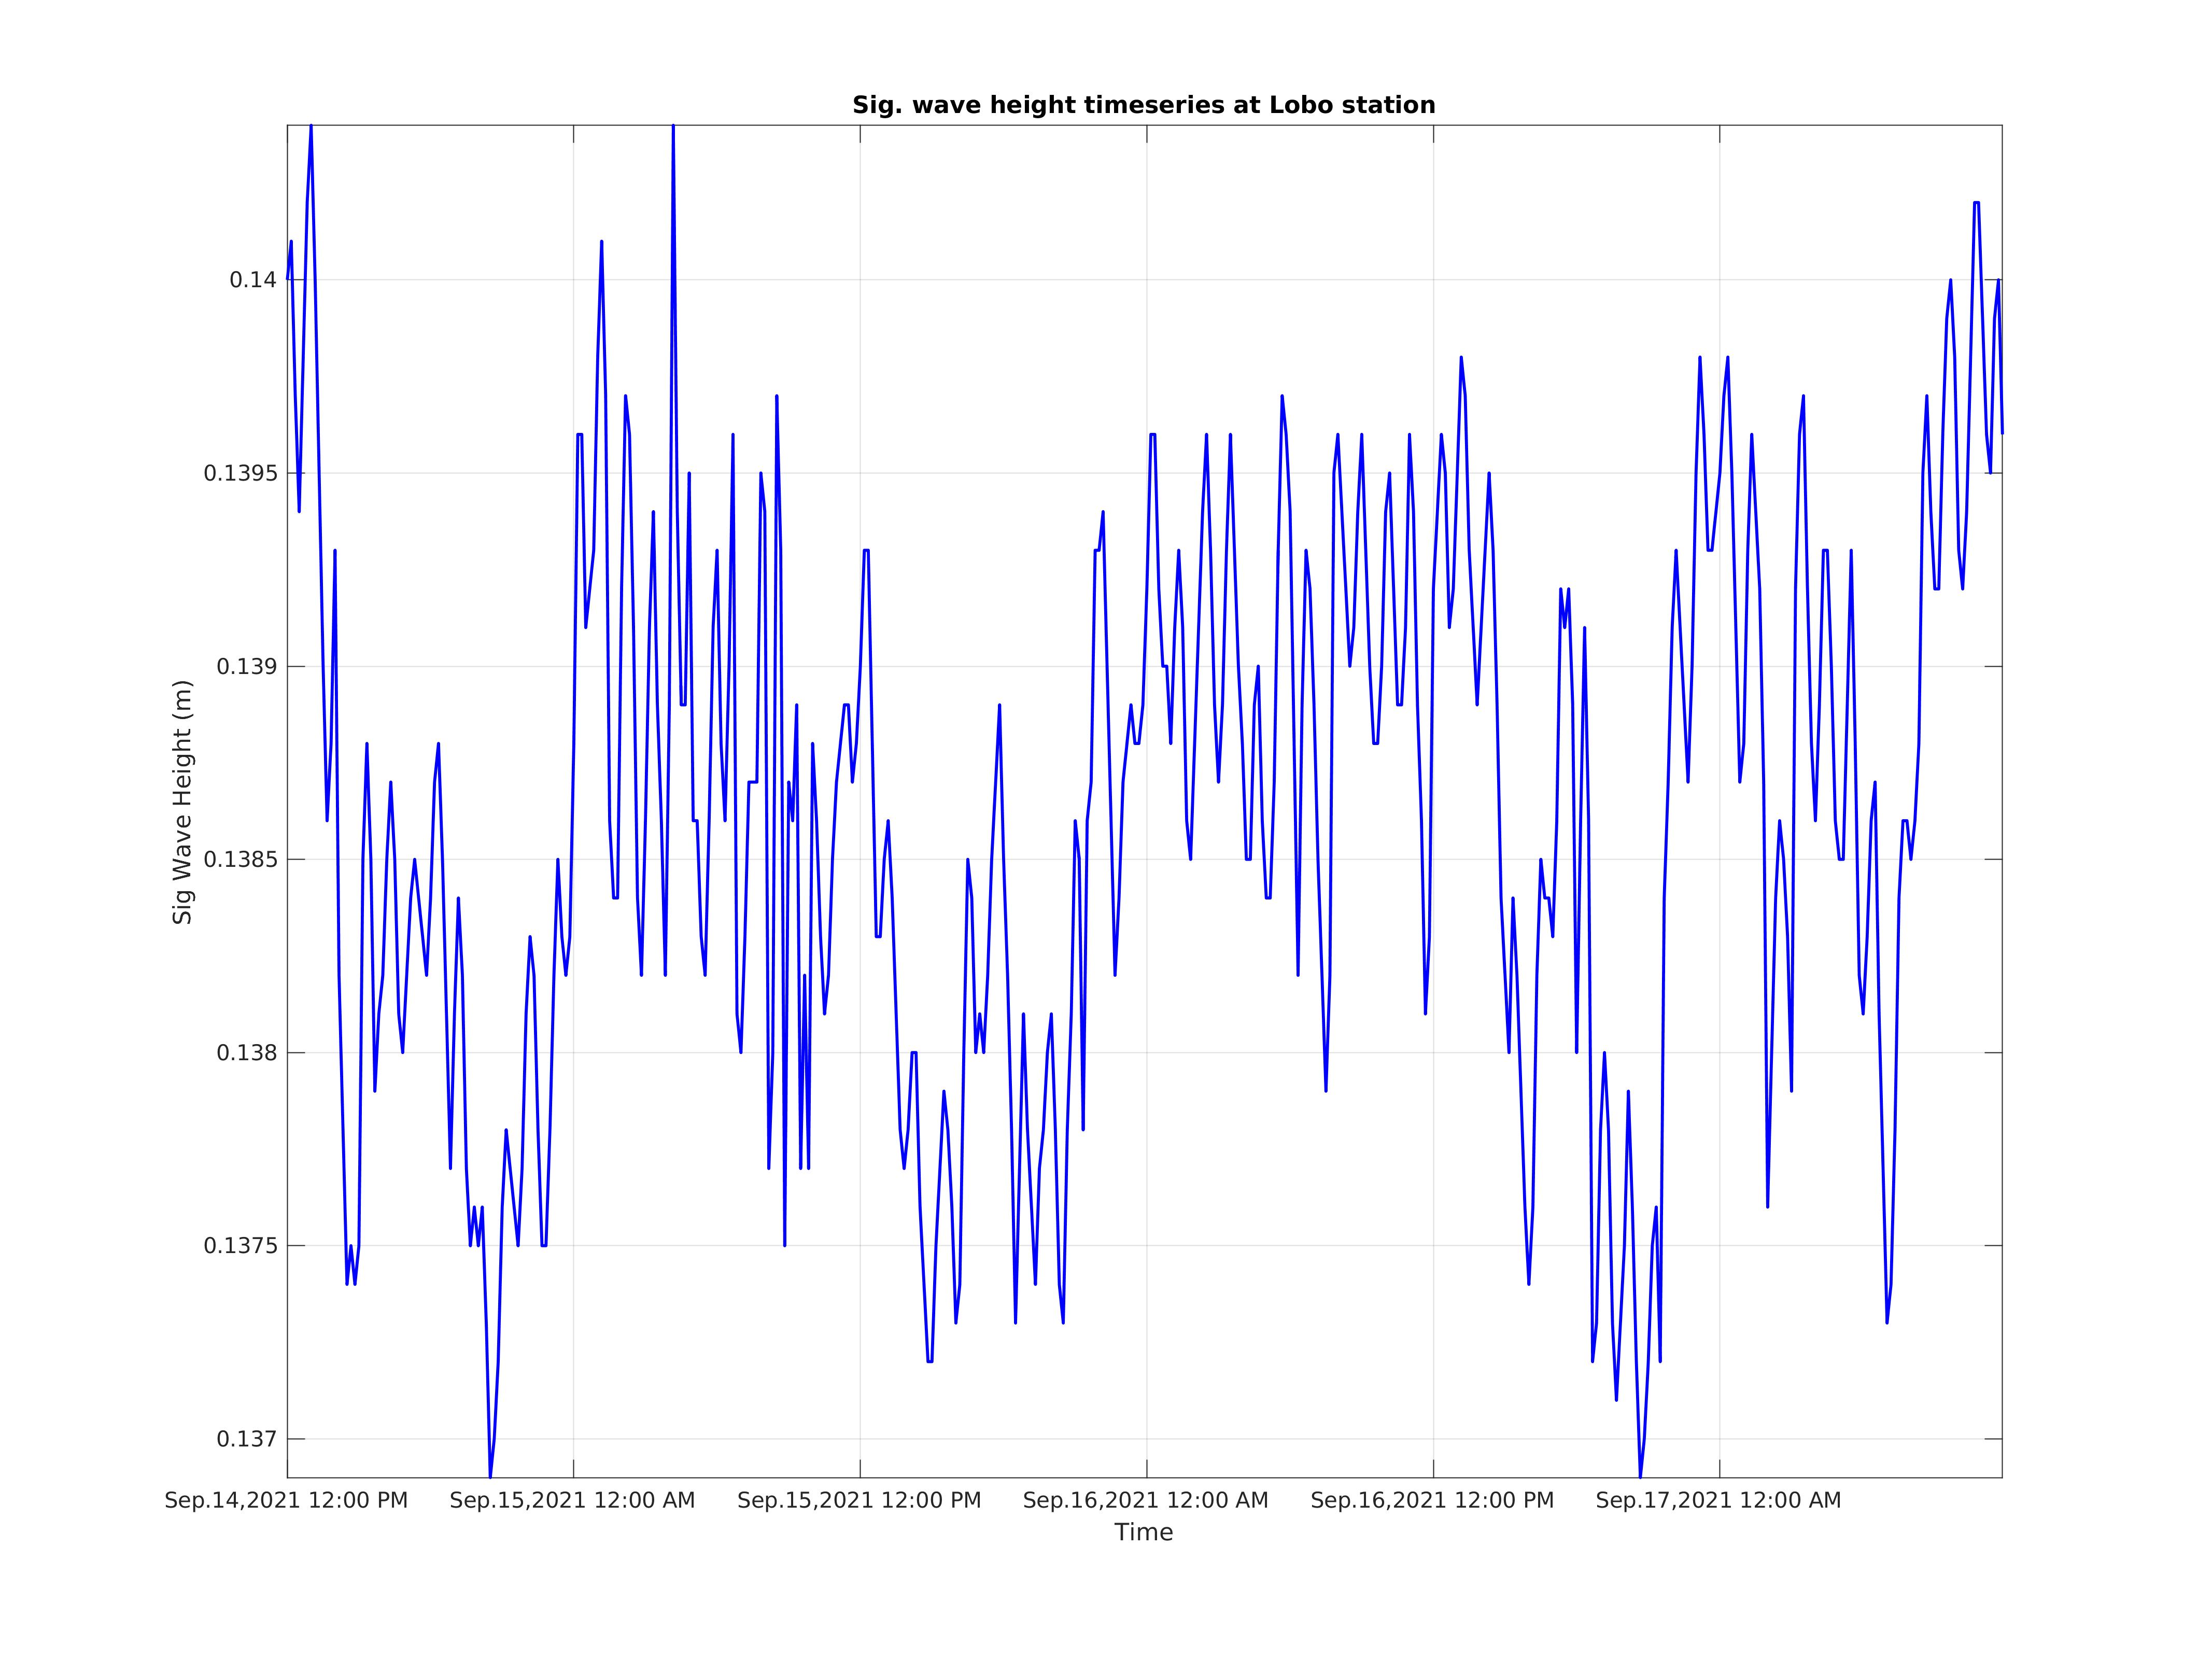 Sig. wave height timeseries at Lobo station
0.14
0.1395
0.139
0.1385
0.138
0.1375
0.137
Sig Wave Height (m)
Sep.14,2021 12:00 PM Sep.15,2021 12:00 AM Sep.15,2021 12:00 PM Sep.16,2021 12:00 AM Sep.16,2021 12:00 PM Sep.17,2021 12:00 AM
Time